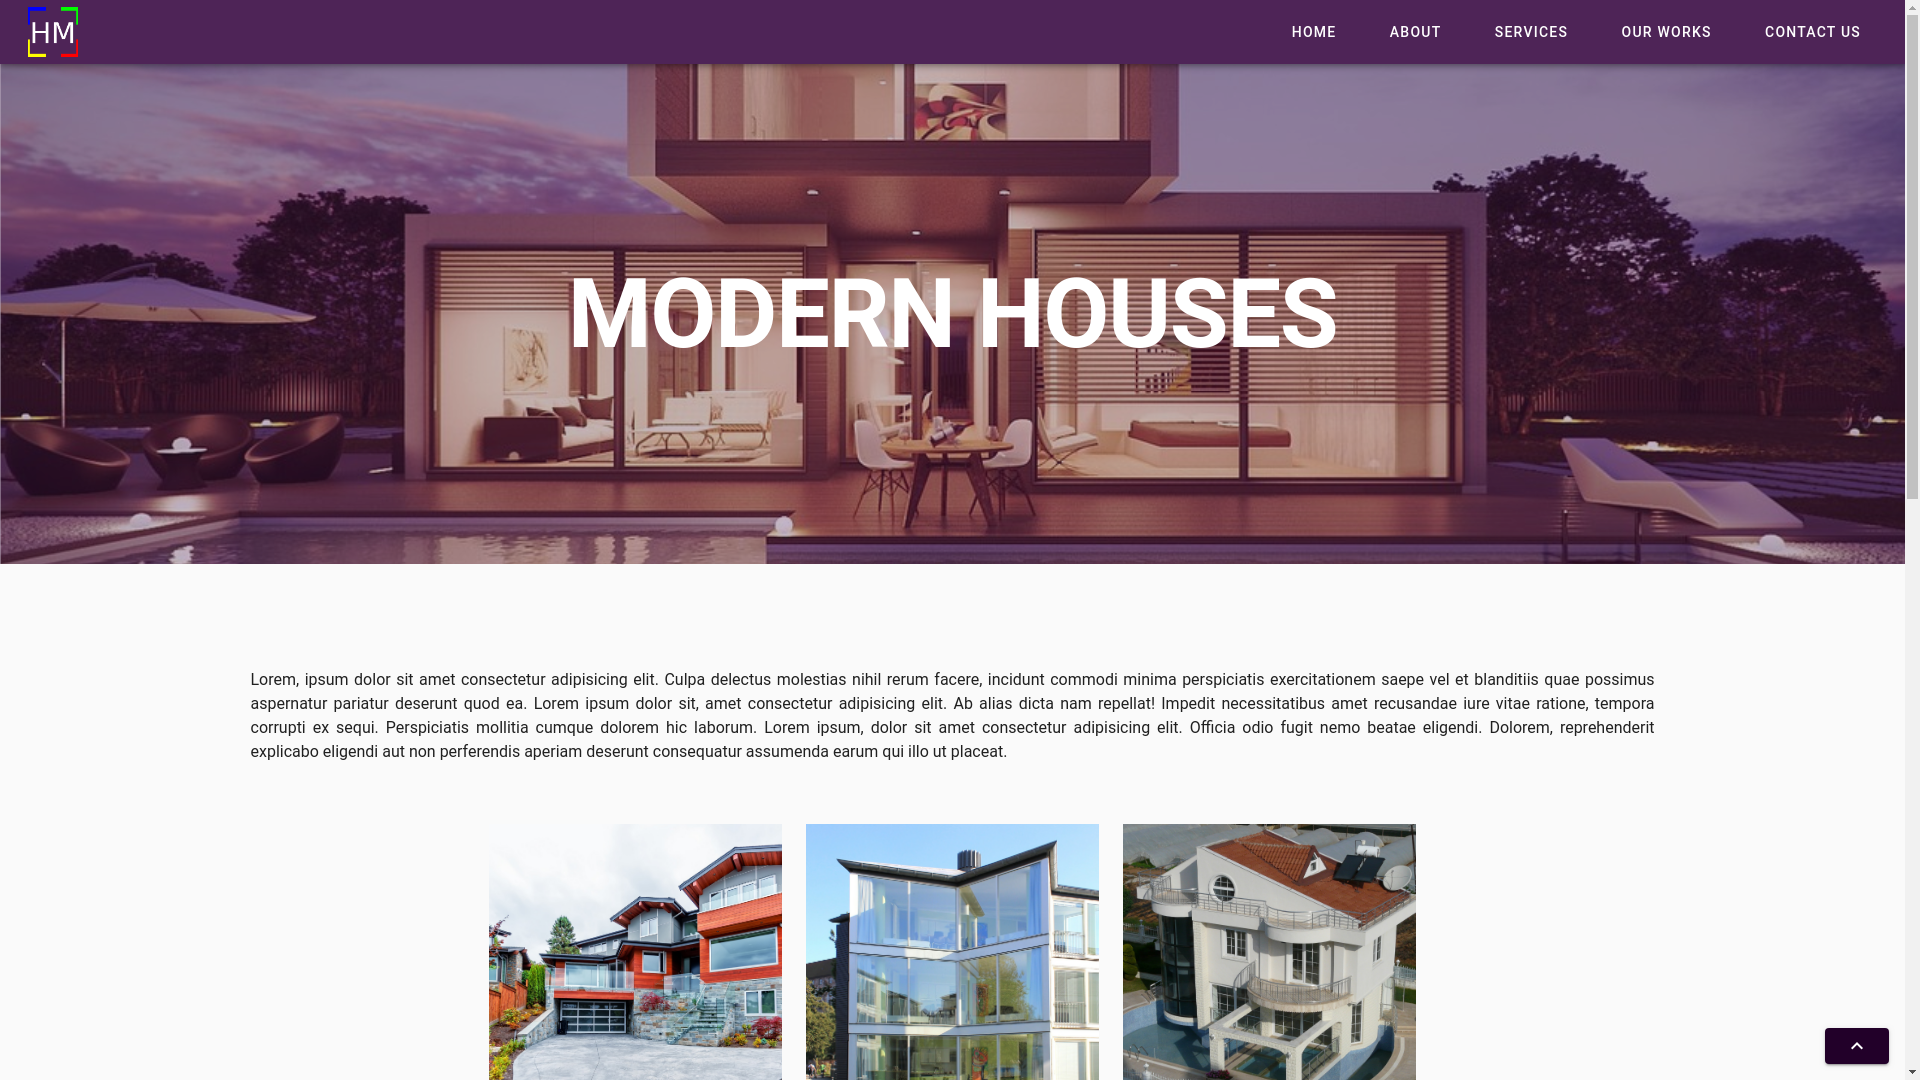 HM
HOME
ABOUT
SERVICES
OUR WORKS
CONTACT US
MODERN HOUSES
Lorem, ipsum dolor sit amet consectetur adipisicing elit. Culpa delectus molestias nihil rerum facere, incidunt commodi minima perspiciatis exercitationem saepe vel et blanditiis quae possimus
aspernatur pariatur deserunt quod ea. Lorem ipsum dolor sit, amet consectetur adipisicing elit. Ab alias dicta nam repellat! Impedit necessitatibus amet recusandae iure vitae ratione, tempora
corrupti ex sequi. Perspiciatis mollitia cumque dolorem hic laborum. Lorem ipsum, dolor sit amet consectetur adipisicing elit. Officia odio fugit nemo beatae eligendi. Dolorem, reprehenderit
explicabo eligendi aut non perferendis aperiam deserunt consequatur assumenda earum qui illo ut placeat.